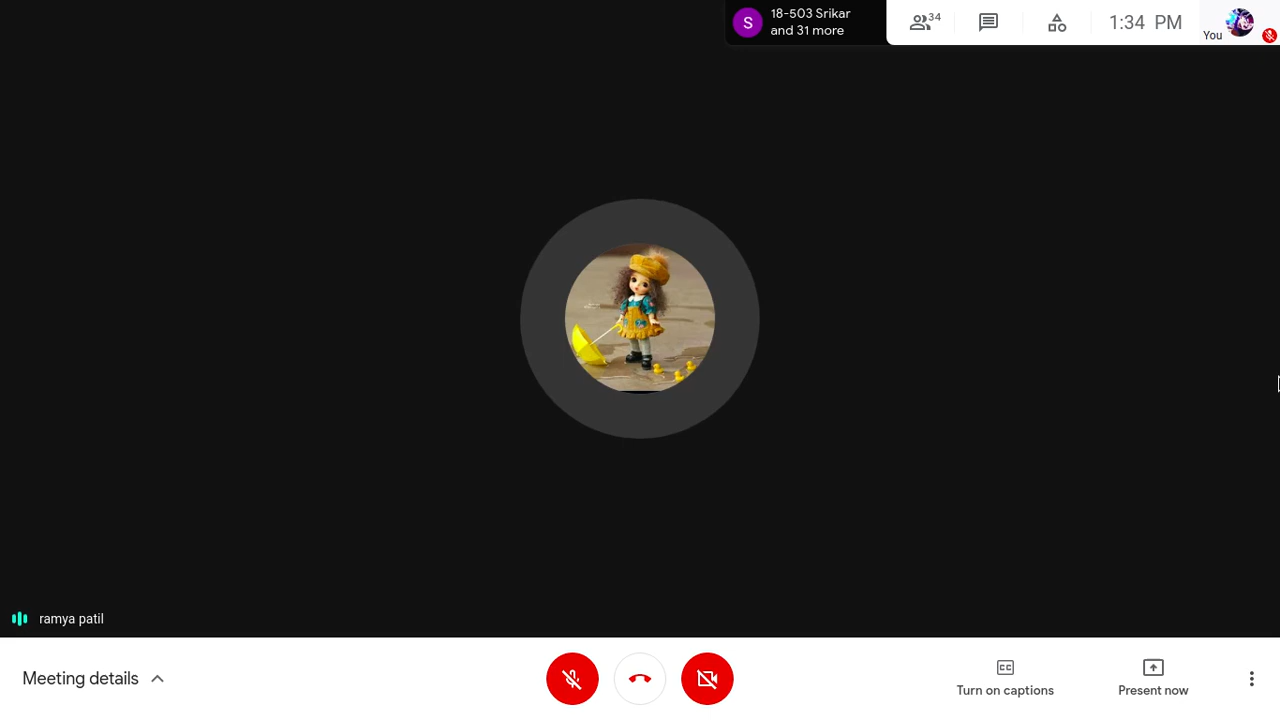 S
18-503 Srikar
and 31 more
34
1:34 PM
You
ramya patil
Meeting details
CC
Turn on captions
Present now